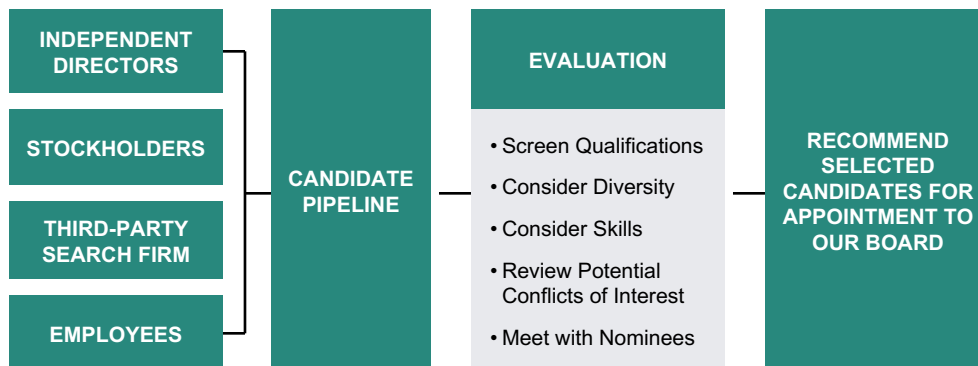 INDEPENDENT
DIRECTORS
STOCKHOLDERS
THIRD-PARTY
SEARCH FIRM
EMPLOYEES
CANDIDATE
PIPELINE
EVALUATION
• Screen Qualifications
• Consider Diversity
• Consider Skills
• Review Potential
Conflicts of Interest
• Meet with Nominees
RECOMMEND
SELECTED
CANDIDATES FOR
APPOINTMENT TO
OUR BOARD